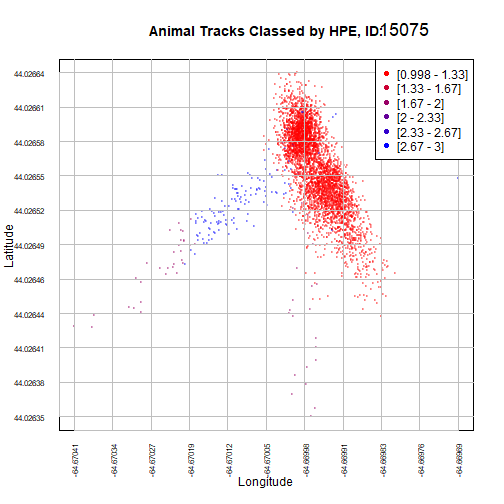 Animal Tracks Classed by HPE, ID:15075
[0.998 - 1.33]
[1.33 - 1.67]
[1.67 - 2]
[2 - 2.33]
[2.33 - 2.67]
[2.67 - 3]
Latitude
44.02664
44.02661
44.02658
44.02655
44.02652
44.02649
44.02646
44.02644
44.02641
44.02638
44.02635
-64.67041
-64.67034
-64.67027
-64.67019
-64.67012
-64.67005
-64.66998
-64.66991
-64.66983
-64.66976
-64.66969
Longitude